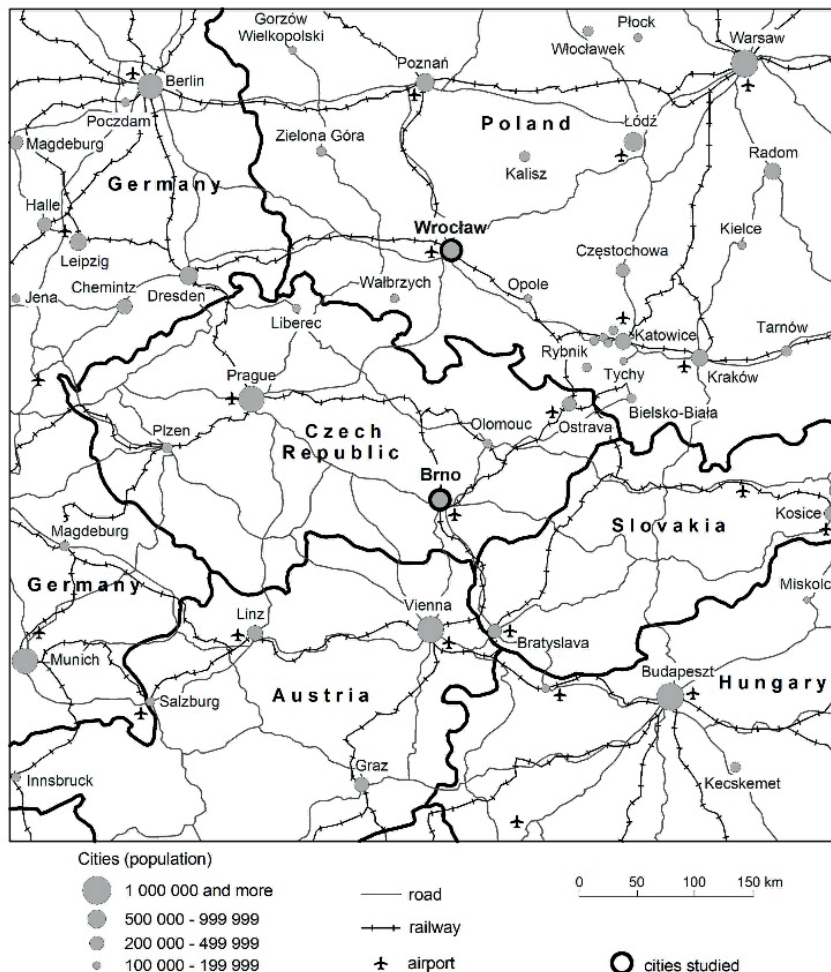 Gorzów
Wielkopolski
Płock
Włocławek
Warsaw
Poznań
Berlin
Poczdam
Magdeburg
Zielona Góra
Poland
Łódź
Kalisz
Radom
Germany
Halle
Leipzig
Wrocław
Kielce
Częstochowa
Jena
Chemintz
Dresden
Wałbrzych
Opole
Liberec
Katowice
Tarnów
Rybnik
Tychy
Kraków
Prague
Bielsko-Biała
Ostrava
Plzen
Czech
Republic
Olomouc
Brno
Magdeburg
Slovakia
Kosice
Germany
Miskolc
Linz
Vienna
Bratyslava
Munich
Budapeszt
Hungary
Salzburg
Austria
Innsbruck
Graz
Kecskemet
Cities (population)
1 000 000 and more
500 000 - 999 999
200 000 - 499 999
100 000 - 199 999
road
railway
airport
0 50 100 150 km
cities studied